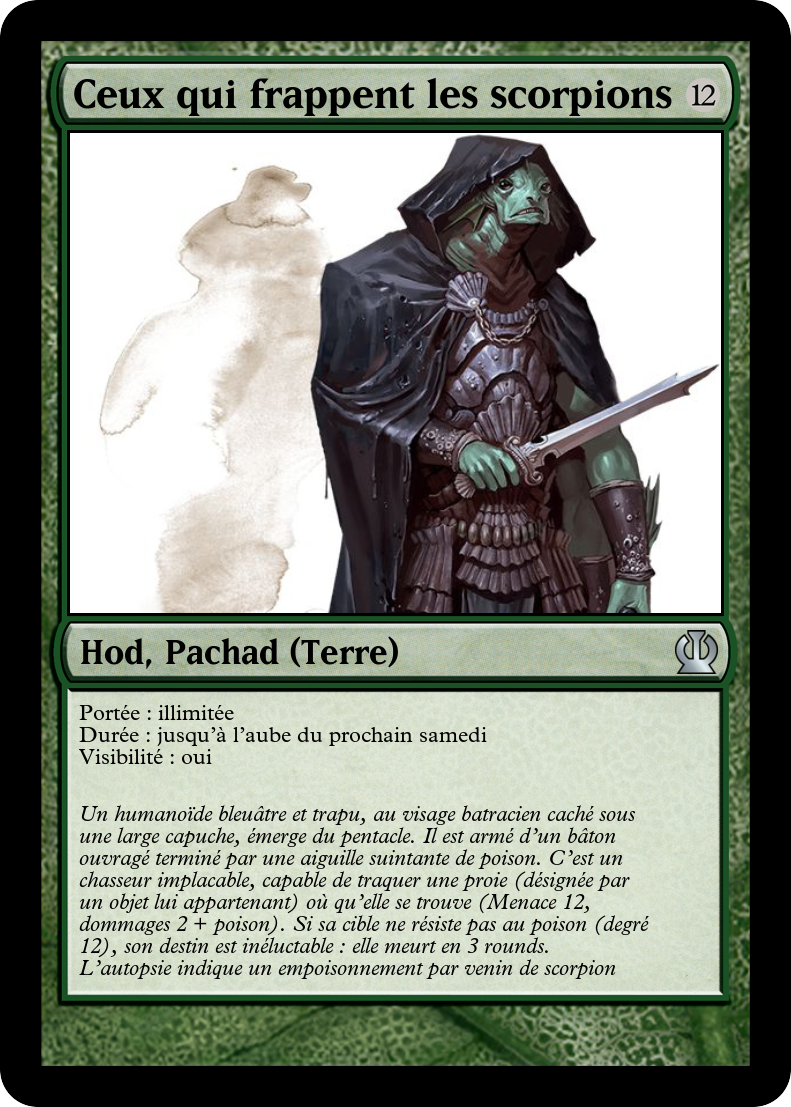 Ceux qui frappent les scorpions 12
Hod, Pachad (Terre)
Portée : illimitée
Durée : jusqu'à l'aube du prochain samedi
Visibilité : oui
Un humanoïde bleuâtre et trapu, au visage batracien caché sous
une large capuche, émerge du pentacle. Il est armé d'un bâton
ouvragé terminé par une aiguille suintante de poison. C'est un
chasseur implacable, capable de traquer une proie (désignée par
un objet lui appartenant) où qu'elle se trouve (Menace 12,
dommages 2 + poison). Si sa cible ne résiste pas au poison (degré
12), son destin est inéluctable : elle meurt en 3 rounds.
L'autopsie indique un empoisonnement par venin de scorpion